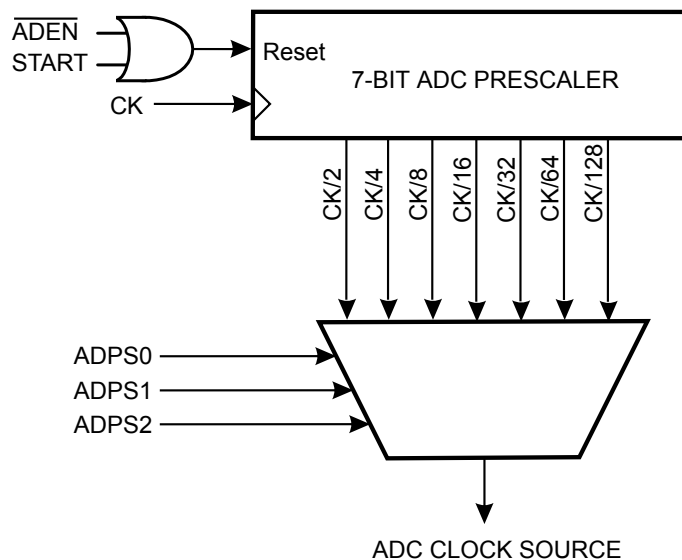 ADEN
START
Reset
7-BIT ADC PRESCALER
CK
CK/2
CK/4
CK/8
CK/16
CK/32
CK/64
CK/128
ADPS0
ADPS1
ADPS2
ADC CLOCK SOURCE